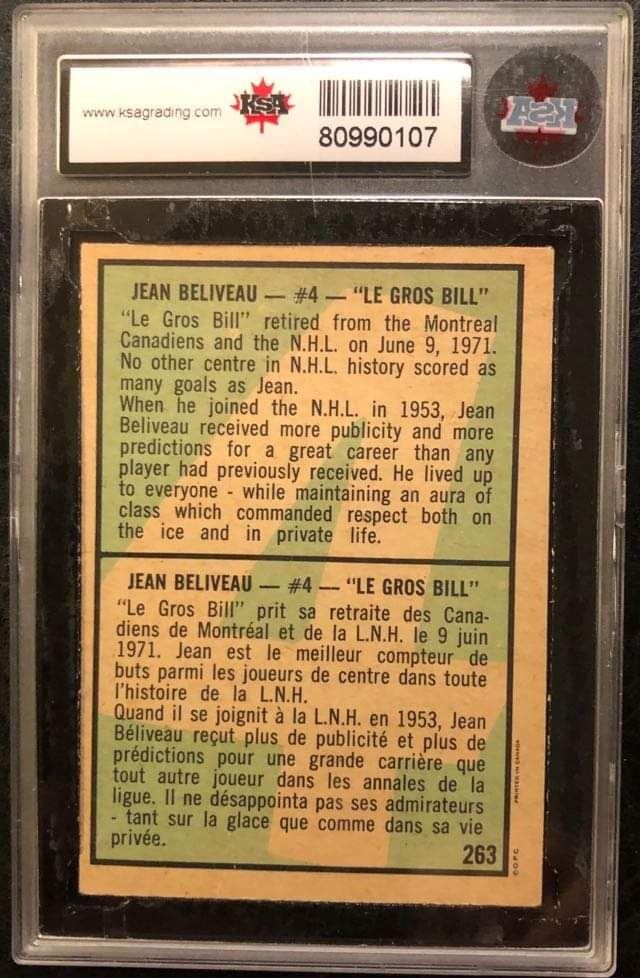 www.ksagrading.com
KSA
80990107
KSA
JEAN BELIVEAU — #4 — "LE GROS BILL"
"Le Gros Bill" retired from the Montreal
Canadiens and the N.H.L. on June 9, 1971.
No other centre in N.H.L. history scored as
many goals as Jean.
When he joined the N.H.L. in 1953, Jean
Beliveau received more publicity and more
predictions for a great career than any
player had previously received. He lived up
to everyone - while maintaining an aura of
class which commanded respect both on
the ice and in private life.
JEAN BELIVEAU — #4 — "LE GROS BILL"
"Le Gros Bill" prit sa retraite des Cana-
diens de Montréal et de la L.N.H. le 9 juin
1971. Jean est le meilleur compteur de
buts parmi les joueurs de centre dans toute
l'histoire de la L.N.H.
Quand il se joignit à la L.N.H. en 1953, Jean
Béliveau reçut plus de publicité et plus de
prédictions pour une grande carrière que
tout autre joueur dans les annales de la
ligue. Il ne désappointa pas ses admirateurs
- tant sur la glace que comme dans sa vie
privée.
263
©OPC
PRINTED IN CANADA